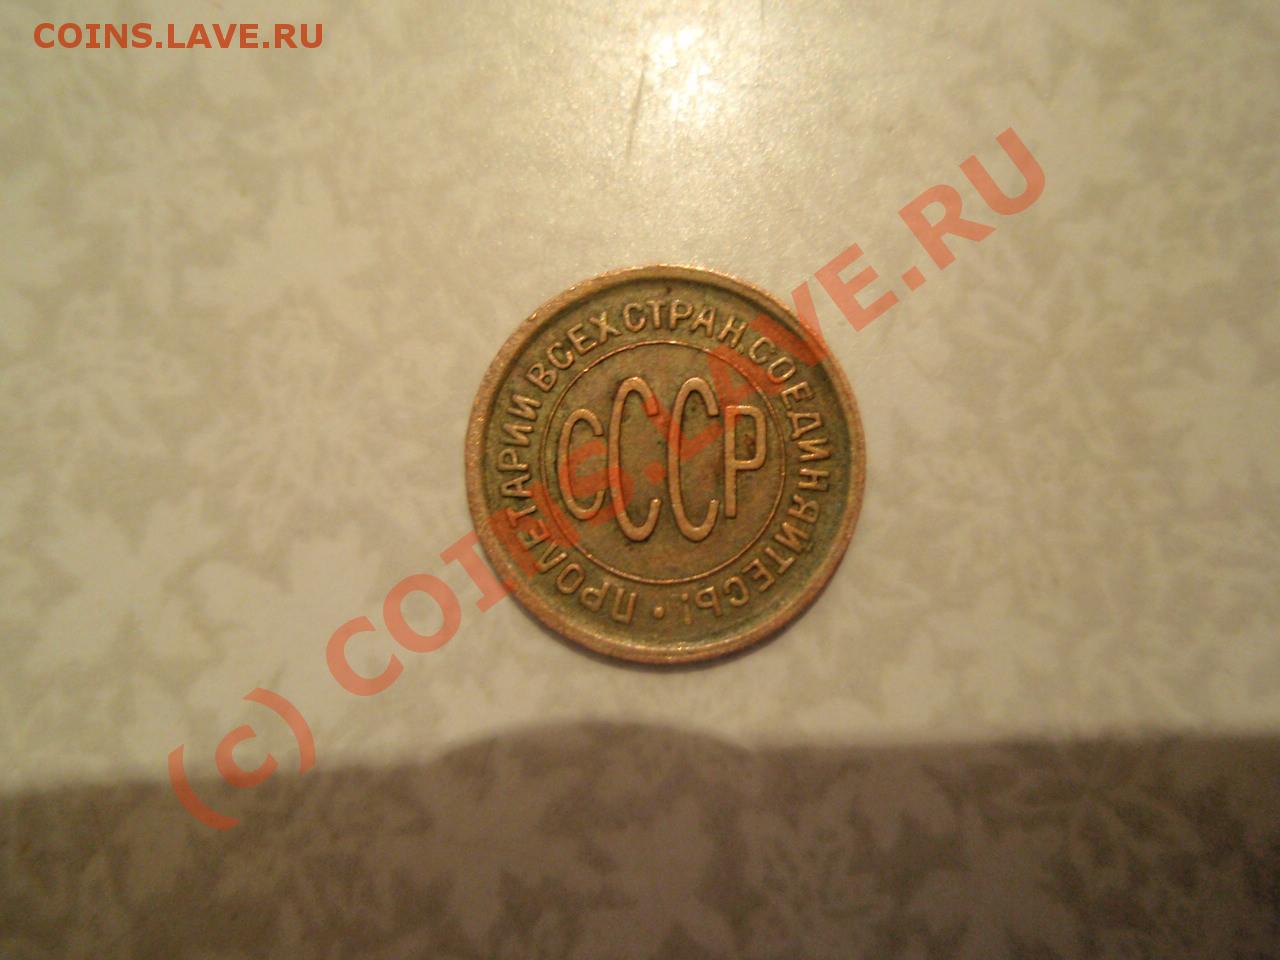 COINS.LAVE.RU
ПРОЛЕТАРИИ ВСЕХ СТРАН, СОЕДИНЯЙТЕСЬ! •
СССР
(c) COINS.LAVE.RU